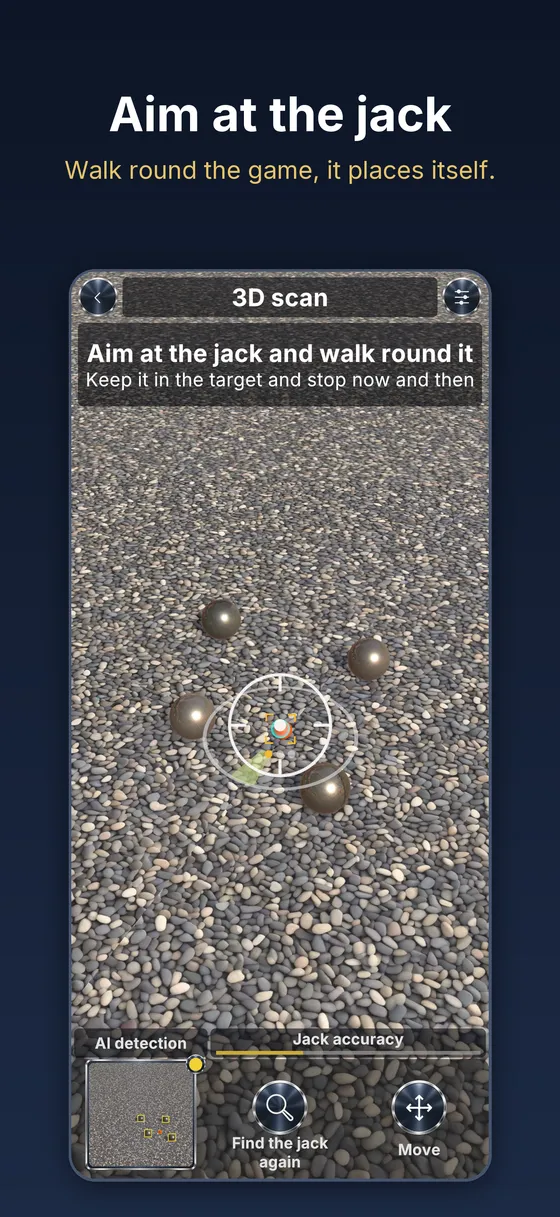 Aim at the jack
Walk round the game, it places itself.
3D scan
Aim at the jack and walk round it
Keep it in the target and stop now and then
AI detection
Jack accuracy
Find the jack
again
Move